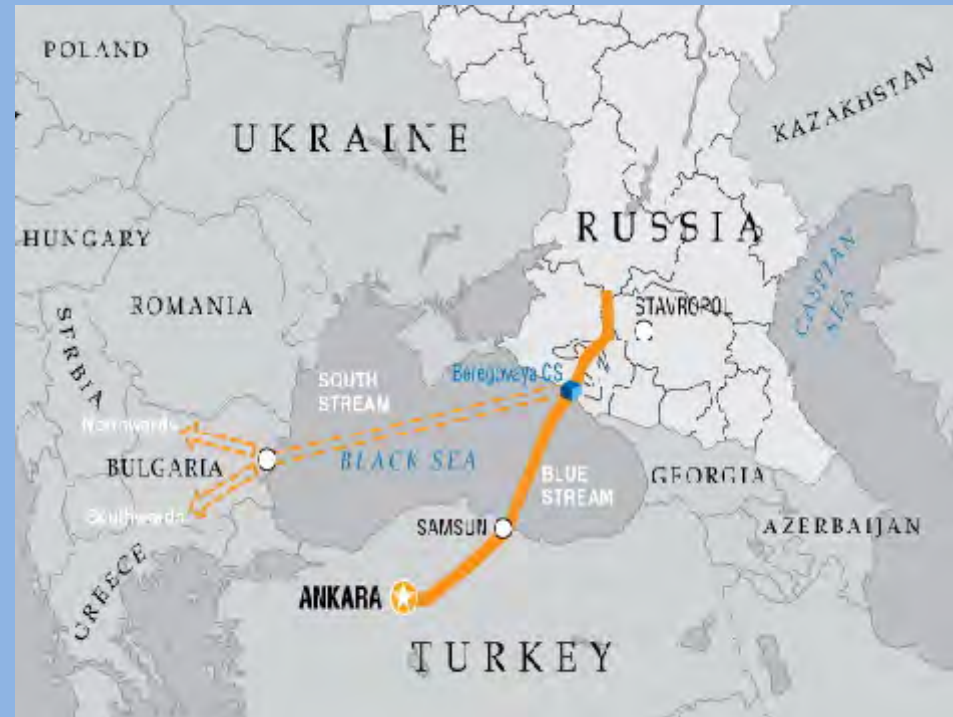 POLAND
UKRAINE
KAZAKHSTAN
HUNGARY
RUSSIA
ROMANIA
CASPIAN
SEA
SERBIA
STAVROPOL
SOUTH
STREAM
Beregovaya CS
Northwards
BULGARIA
BLACK SEA
BLUE
STREAM
GEORGIA
Southwards
SAMSUN
AZERBAIJAN
GREECE
ANKARA
TURKEY